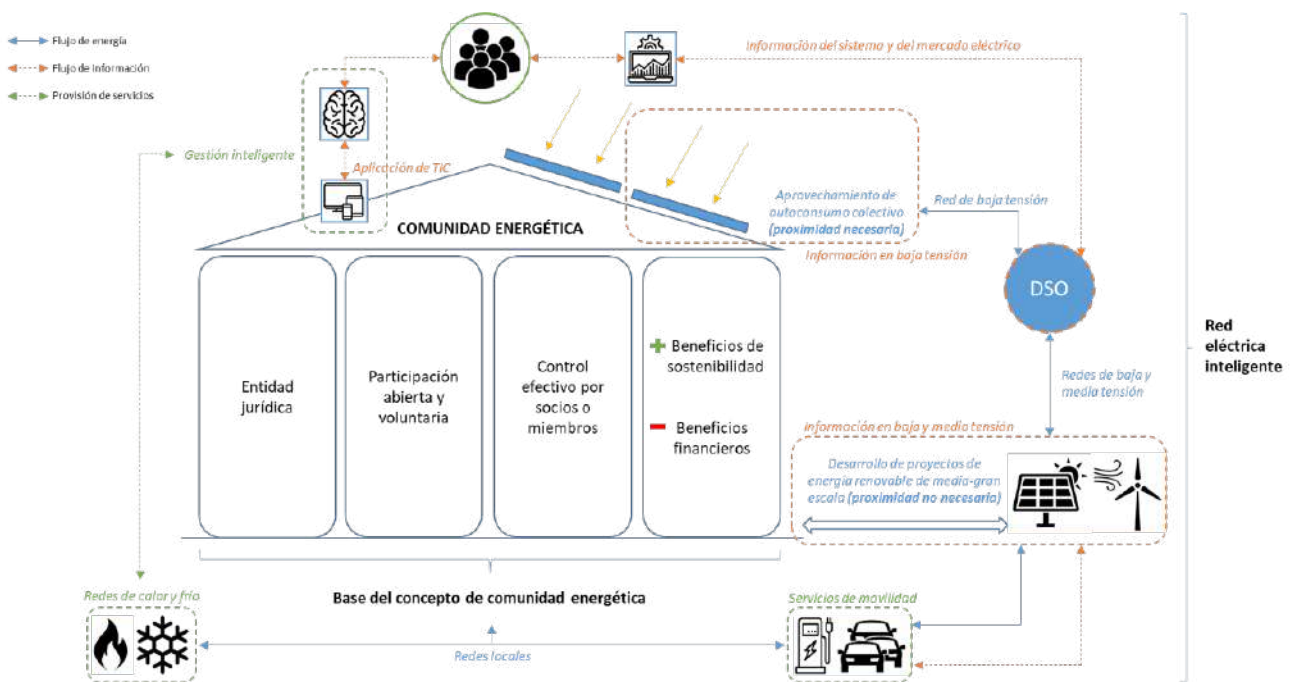 Flujo de energía
Flujo de Información
Provisión de servicios
Información del sistema y del mercado eléctrico
Gestión inteligente
Aplicación de TIC
COMUNIDAD ENERGÉTICA
Aprovechamiento de
autoconsumo colectivo
(proximidad necesaria)
Red de baja tensión
Información en baja tensión
DSO
Red
eléctrica
inteligente
Entidad
jurídica
Participación
abierta y
voluntaria
Control
efectivo por
socios o
miembros
Beneficios de
sostenibilidad
Beneficios
financieros
Redes de baja y
media tensión
Información en baja y media tensión
Desarrollo de proyectos de
energía renovable de media-gran
escala (proximidad no necesaria)
Redes de calor y frío
Base del concepto de comunidad energética
Servicios de movilidad
Redes locales